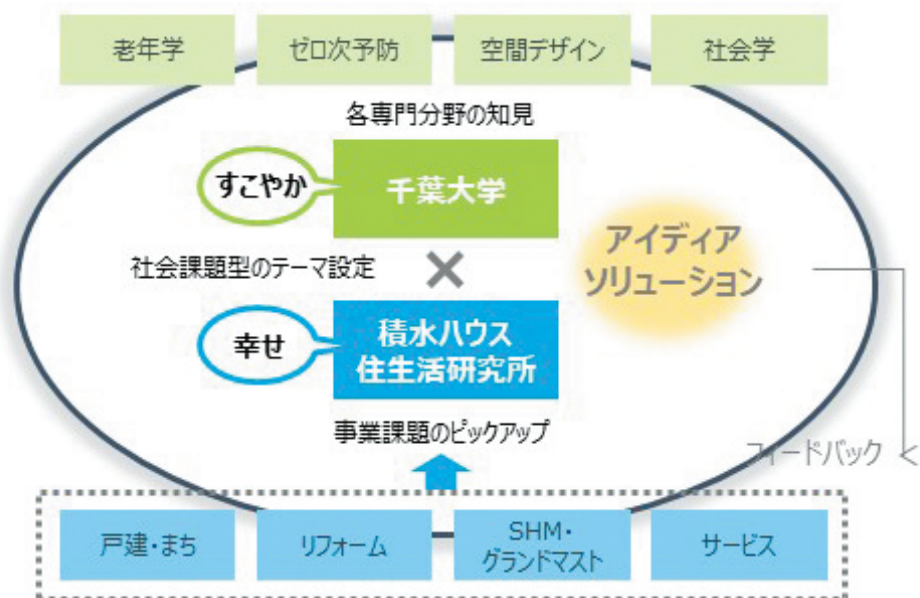 老年学
ゼロ次予防
空間デザイン
社会学
各専門分野の知見
すこやか
千葉大学
アイディア
ソリューション
社会課題型のテーマ設定
×
幸せ
積水ハウス
住生活研究所
事業課題のピックアップ
フィードバック
戸建・まち
リフォーム
SHM・
グランドマスト
サービス